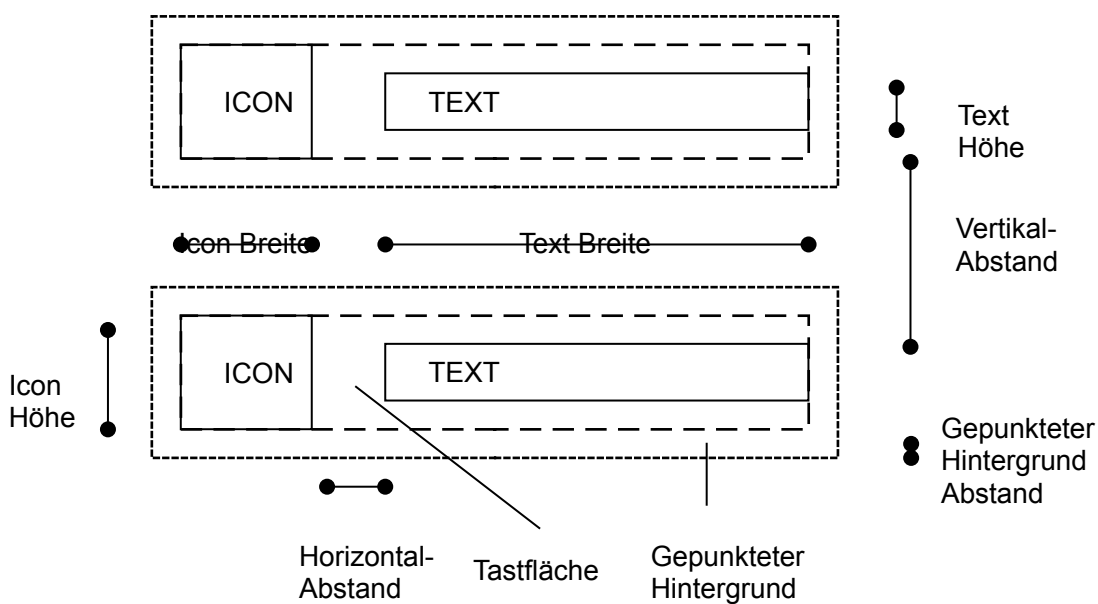 ICON
TEXT
Text
Höhe
Icon Breite
Text Breite
Vertikal-
Abstand
ICON
TEXT
Icon
Höhe
Gepunkteter
Hintergrund
Abstand
Horizontal-
Abstand
Tastfläche
Gepunkteter
Hintergrund